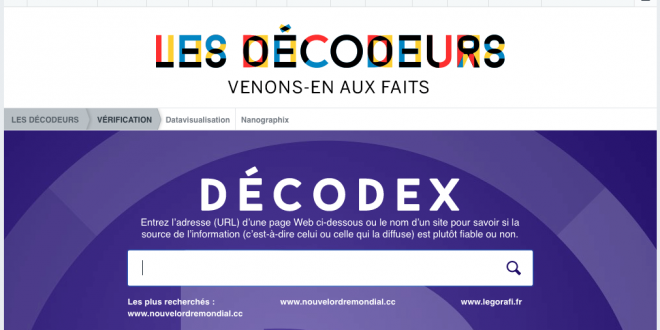 LES DÉCODEURS
VENONS-EN AUX FAITS
LES DÉCODEURS VÉRIFICATION Datavisualisation Nanographix
DÉCODEX
Entrez l’adresse (URL) d’une page Web ci-dessous ou le nom d’un site pour savoir si la
source de l’information (c’est-à-dire celui ou celle qui la diffuse) est plutôt fiable ou non.
Les plus recherchés : www.nouvelordremondial.cc www.legorafi.fr
www.nouvelordremondial.cc